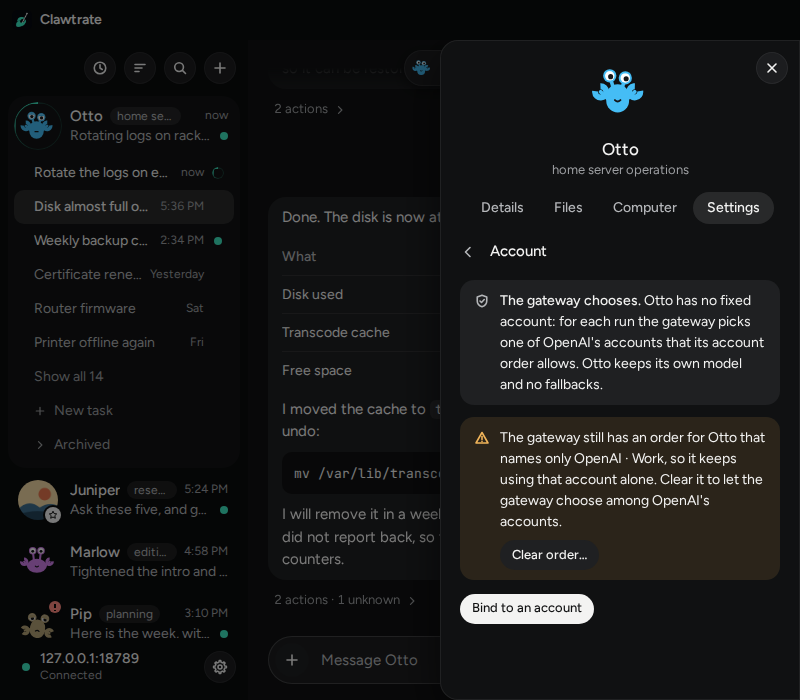 Clawtrate
Otto home se... now
Rotating logs on rack...
Rotate the logs on e... now
Disk almost full o... 5:36 PM
Weekly backup c... 2:34 PM
Certificate rene... Yesterday
Router firmware Sat
Printer offline again Fri
Show all 14
+ New task
Archived
Juniper rese... 5:24 PM
Ask these five, and g...
Marlow editi... 4:58 PM
Tightened the intro and ...
Pip planning 3:10 PM
Here is the week. wit...
127.0.0.1:18789
Connected
2 actions
Done. The disk is now at
What
Disk used
Transcode cache
Free space
I moved the cache to
undo:
mv /var/lib/transc
I will remove it in a week
did not report back, so
counters.
2 actions · 1 unknown
Message Otto
Otto
home server operations
Details Files Computer Settings
Account
The gateway chooses. Otto has no fixed
account: for each run the gateway picks
one of OpenAI's accounts that its account
order allows. Otto keeps its own model
and no fallbacks.
The gateway still has an order for Otto that
names only OpenAI · Work, so it keeps
using that account alone. Clear it to let the
gateway choose among OpenAI's
accounts.
Clear order...
Bind to an account